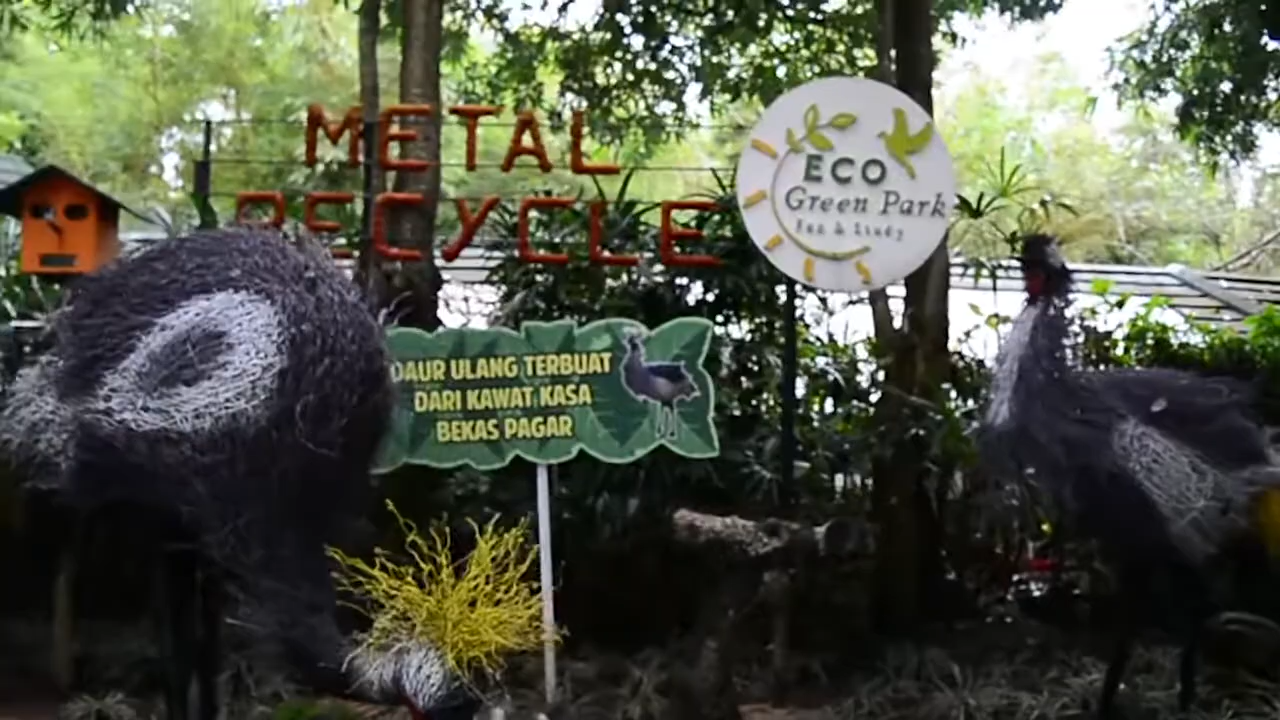 METAL
RECYCLE
ECO
Green Park
Fun & Study
DAUR ULANG TERBUAT
DARI KAWAT KASA
BEKAS PAGAR